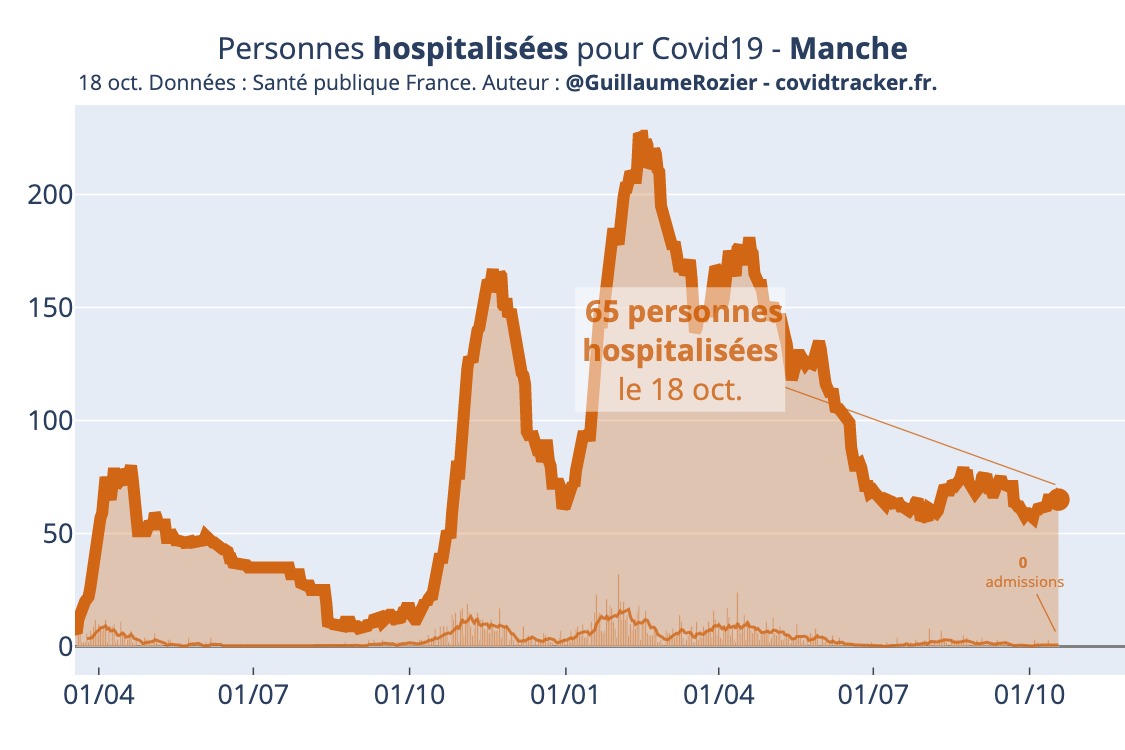 Personnes hospitalisées pour Covid19 - Manche
18 oct. Données : Santé publique France. Auteur : @GuillaumeRozier - covidtracker.fr.
200
150
100
50
0
65 personnes
hospitalisées
le 18 oct.
0
admissions
01/04
01/07
01/10
01/01
01/04
01/07
01/10